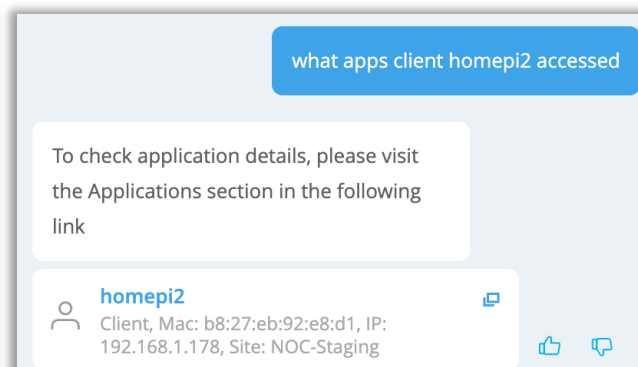 what apps client homepi2 accessed
To check application details, please visit
the Applications section in the following
link
homepi2
Client, Mac: b8:27:eb:92:e8:d1, IP:
192.168.1.178, Site: NOC-Staging